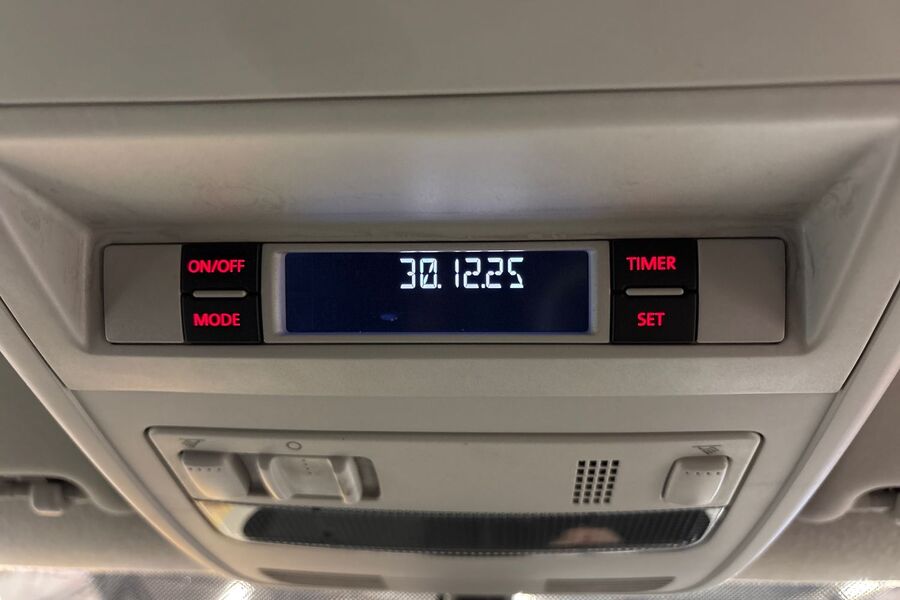 ON/OFF
MODE
30.12.25
TIMER
SET